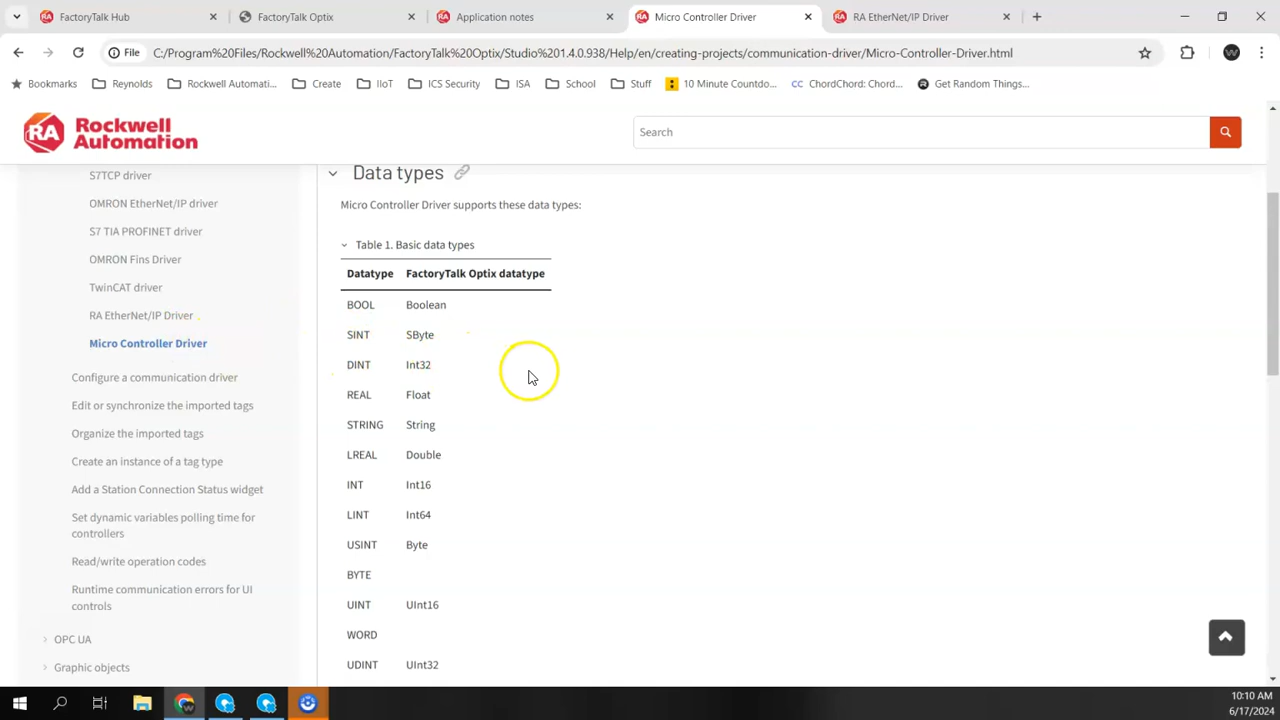 FactoryTalk Hub
FactoryTalk Optix
Application notes
Micro Controller Driver
RA EtherNet/IP Driver
File
C:/Program%20Files/Rockwell%20Automation/FactoryTalk%20Optix/Studio%201.4.0.938/Help/en/creating-projects/communication-driver/Micro-Controller-Driver.html
Bookmarks
Reynolds
Rockwell Automati...
Create
IIoT
ICS Security
ISA
School
Stuff
10 Minute Countdo...
CC ChordChord: Chord...
Get Random Things...
RA Rockwell
Automation
Search
S7TCP driver
OMRON EtherNet/IP driver
S7 TIA PROFINET driver
OMRON Fins Driver
TwinCAT driver
RA EtherNet/IP Driver
Micro Controller Driver
Configure a communication driver
Edit or synchronize the imported tags
Organize the imported tags
Create an instance of a tag type
Add a Station Connection Status widget
Set dynamic variables polling time for
controllers
Read/write operation codes
Runtime communication errors for UI
controls
OPC UA
Graphic objects
Data types
Micro Controller Driver supports these data types:
Table 1. Basic data types
Datatype FactoryTalk Optix datatype
BOOL Boolean
SINT SByte
DINT Int32
REAL Float
STRING String
LREAL Double
INT Int16
LINT Int64
USINT Byte
BYTE
UINT UInt16
WORD
UDINT UInt32
10:10 AM
6/17/2024